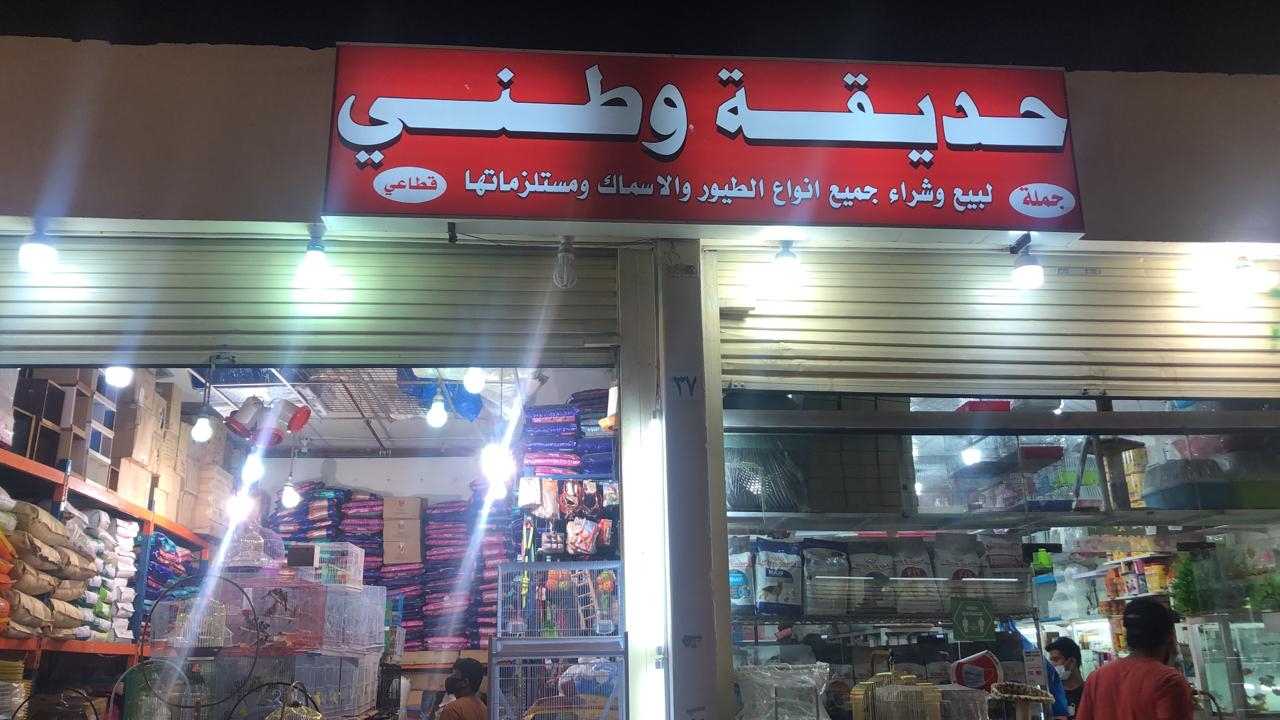 حديقة وطني
جملة لبيع وشراء جميع انواع الطيور والاسماك ومستلزماتها قطاعي
٣٧